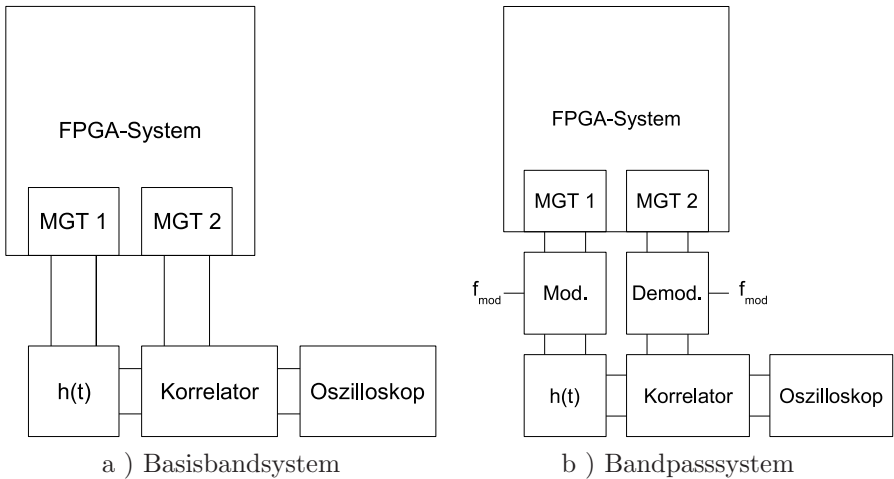 FPGA-System
MGT 1 MGT 2
h(t) Korrelator Oszilloskop
a ) Basisbandsystem
FPGA-System
MGT 1 MGT 2
f_mod Mod. Demod. f_mod
h(t) Korrelator Oszilloskop
b ) Bandpasssystem